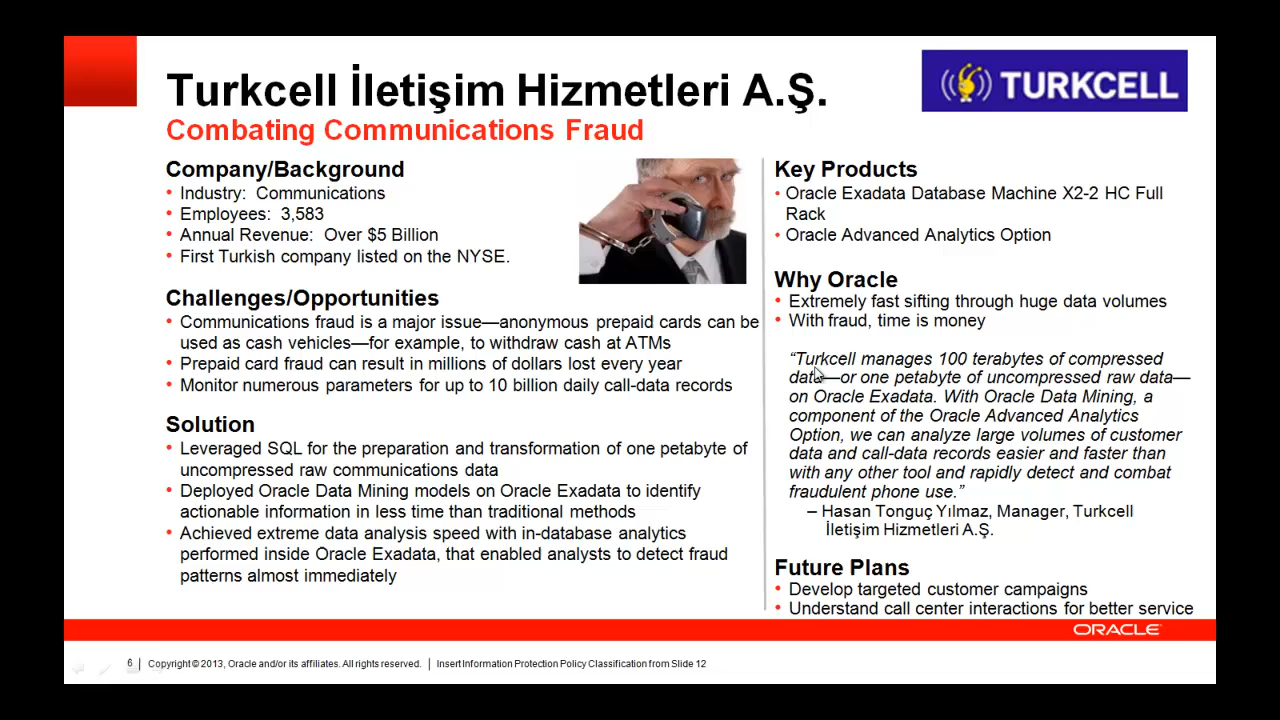 Turkcell İletişim Hizmetleri A.Ş.
Combating Communications Fraud
TURKCELL
Company/Background
• Industry: Communications
• Employees: 3,583
• Annual Revenue: Over $5 Billion
• First Turkish company listed on the NYSE.
Challenges/Opportunities
• Communications fraud is a major issue—anonymous prepaid cards can be
used as cash vehicles—for example, to withdraw cash at ATMs
• Prepaid card fraud can result in millions of dollars lost every year
• Monitor numerous parameters for up to 10 billion daily call-data records
Solution
• Leveraged SQL for the preparation and transformation of one petabyte of
uncompressed raw communications data
• Deployed Oracle Data Mining models on Oracle Exadata to identify
actionable information in less time than traditional methods
• Achieved extreme data analysis speed with in-database analytics
performed inside Oracle Exadata, that enabled analysts to detect fraud
patterns almost immediately
Key Products
• Oracle Exadata Database Machine X2-2 HC Full
Rack
• Oracle Advanced Analytics Option
Why Oracle
• Extremely fast sifting through huge data volumes
• With fraud, time is money
“Turkcell manages 100 terabytes of compressed
data—or one petabyte of uncompressed raw data—
on Oracle Exadata. With Oracle Data Mining, a
component of the Oracle Advanced Analytics
Option, we can analyze large volumes of customer
data and call-data records easier and faster than
with any other tool and rapidly detect and combat
fraudulent phone use.”
– Hasan Tonguç Yılmaz, Manager, Turkcell
İletişim Hizmetleri A.Ş.
Future Plans
• Develop targeted customer campaigns
• Understand call center interactions for better service
ORACLE
6 | Copyright © 2013, Oracle and/or its affiliates. All rights reserved. | Insert Information Protection Policy Classification from Slide 12